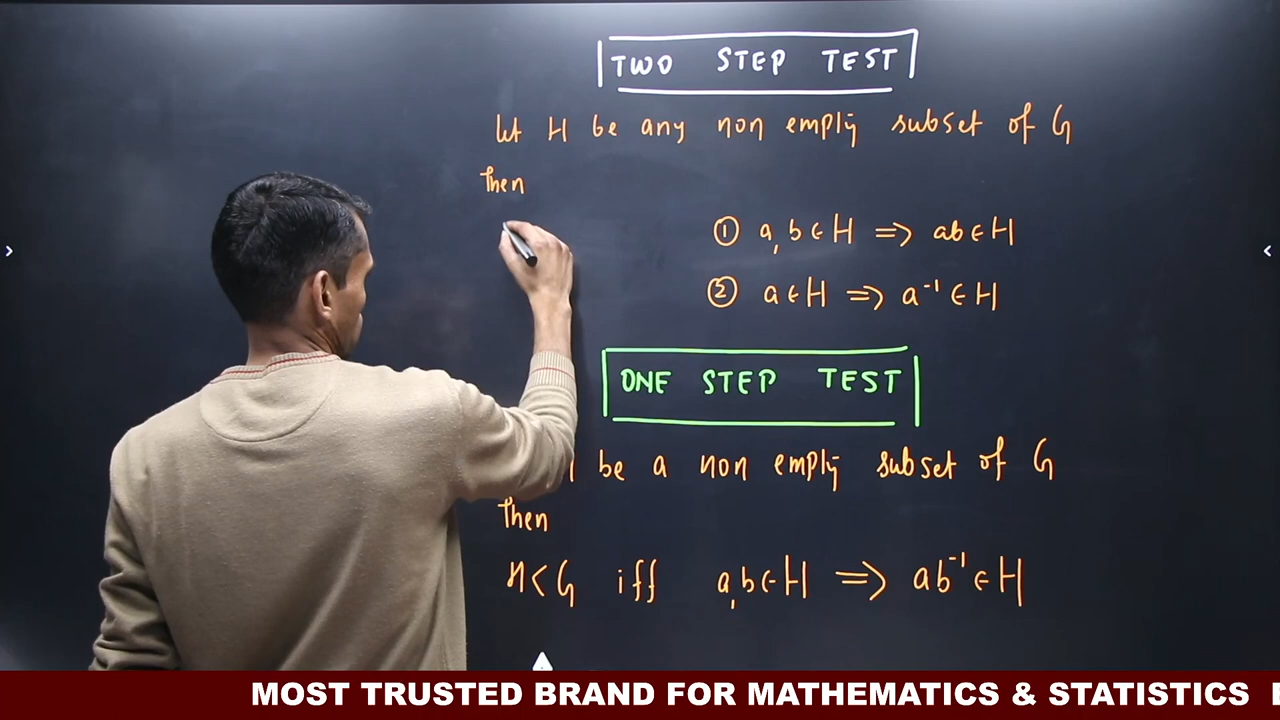 TWO STEP TEST
let H be any non empty subset of G
Then
① a, b ∈ H => ab ∈ H
② a ∈ H => a⁻¹ ∈ H
ONE STEP TEST
be a non empty subset of G
Then
H < G iff a, b ∈ H => ab⁻¹ ∈ H
MOST TRUSTED BRAND FOR MATHEMATICS & STATISTICS